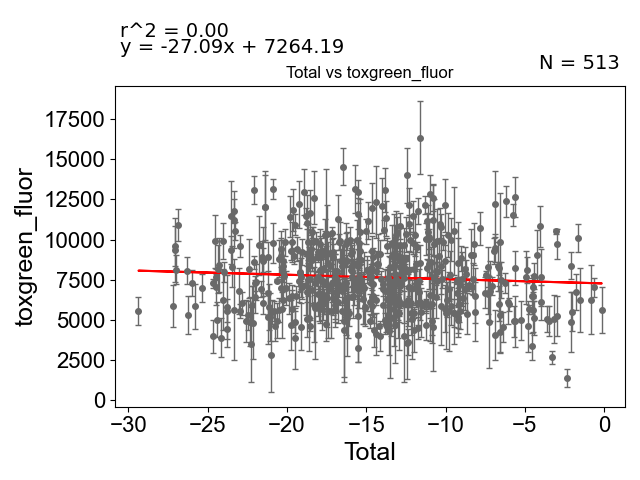 r^2 = 0.00
y = -27.09x + 7264.19
N = 513
Total vs toxgreen_fluor
toxgreen_fluor
17500
15000
12500
10000
7500
5000
2500
0
−30 −25 −20 −15 −10 −5 0
Total